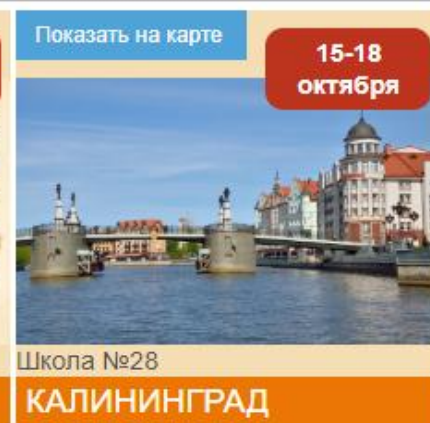 Показать на карте
15-18
октября
Школа №28
КАЛИНИНГРАД